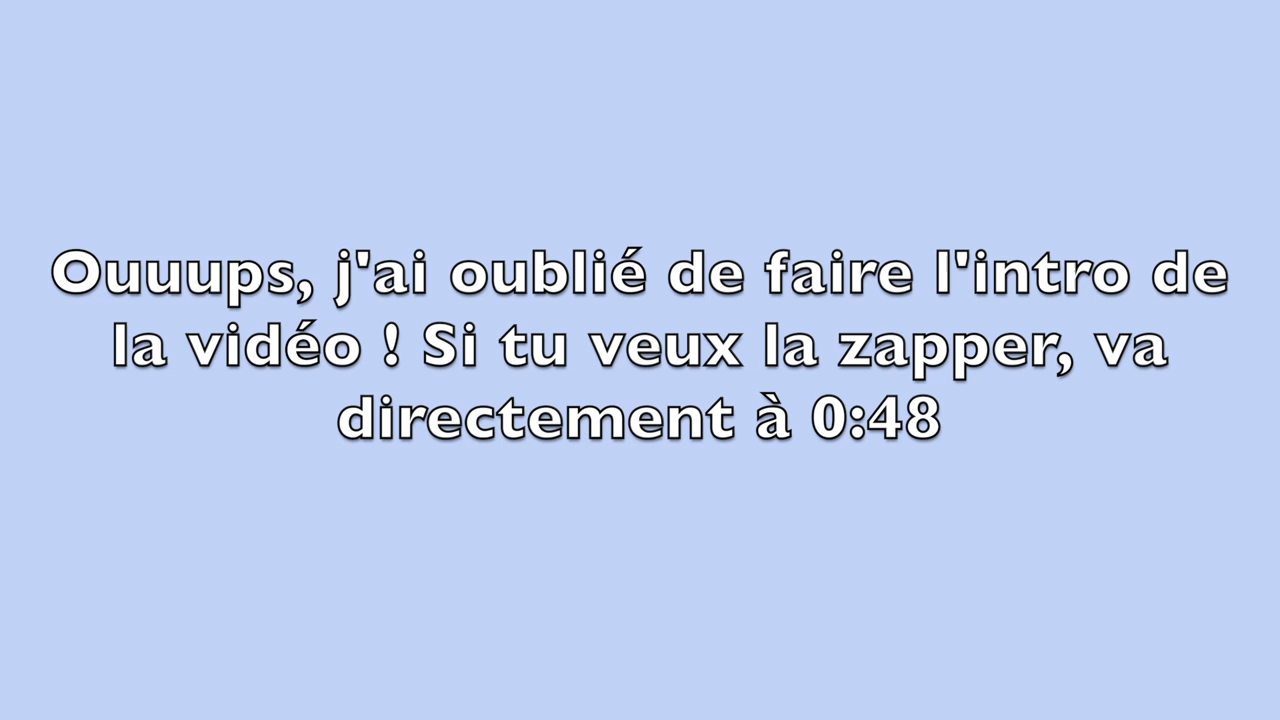 Ouuups, j'ai oublié de faire l'intro de
la vidéo ! Si tu veux la zapper, va
directement à 0:48